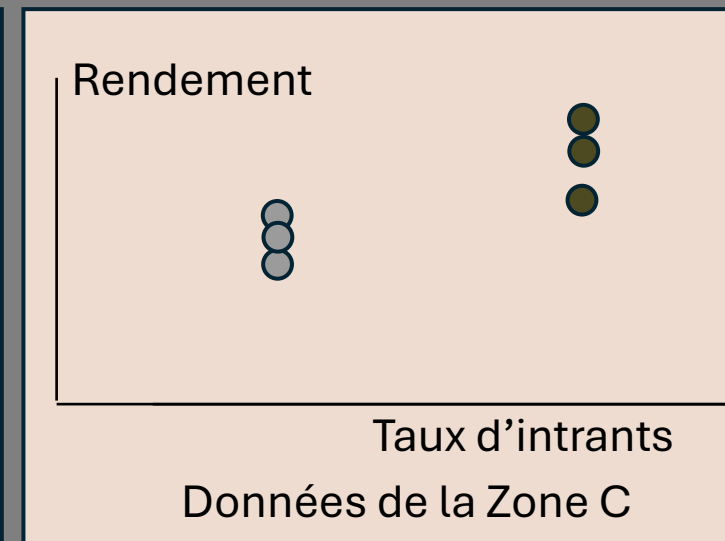 Rendement
Taux d’intrants
Données de la Zone C